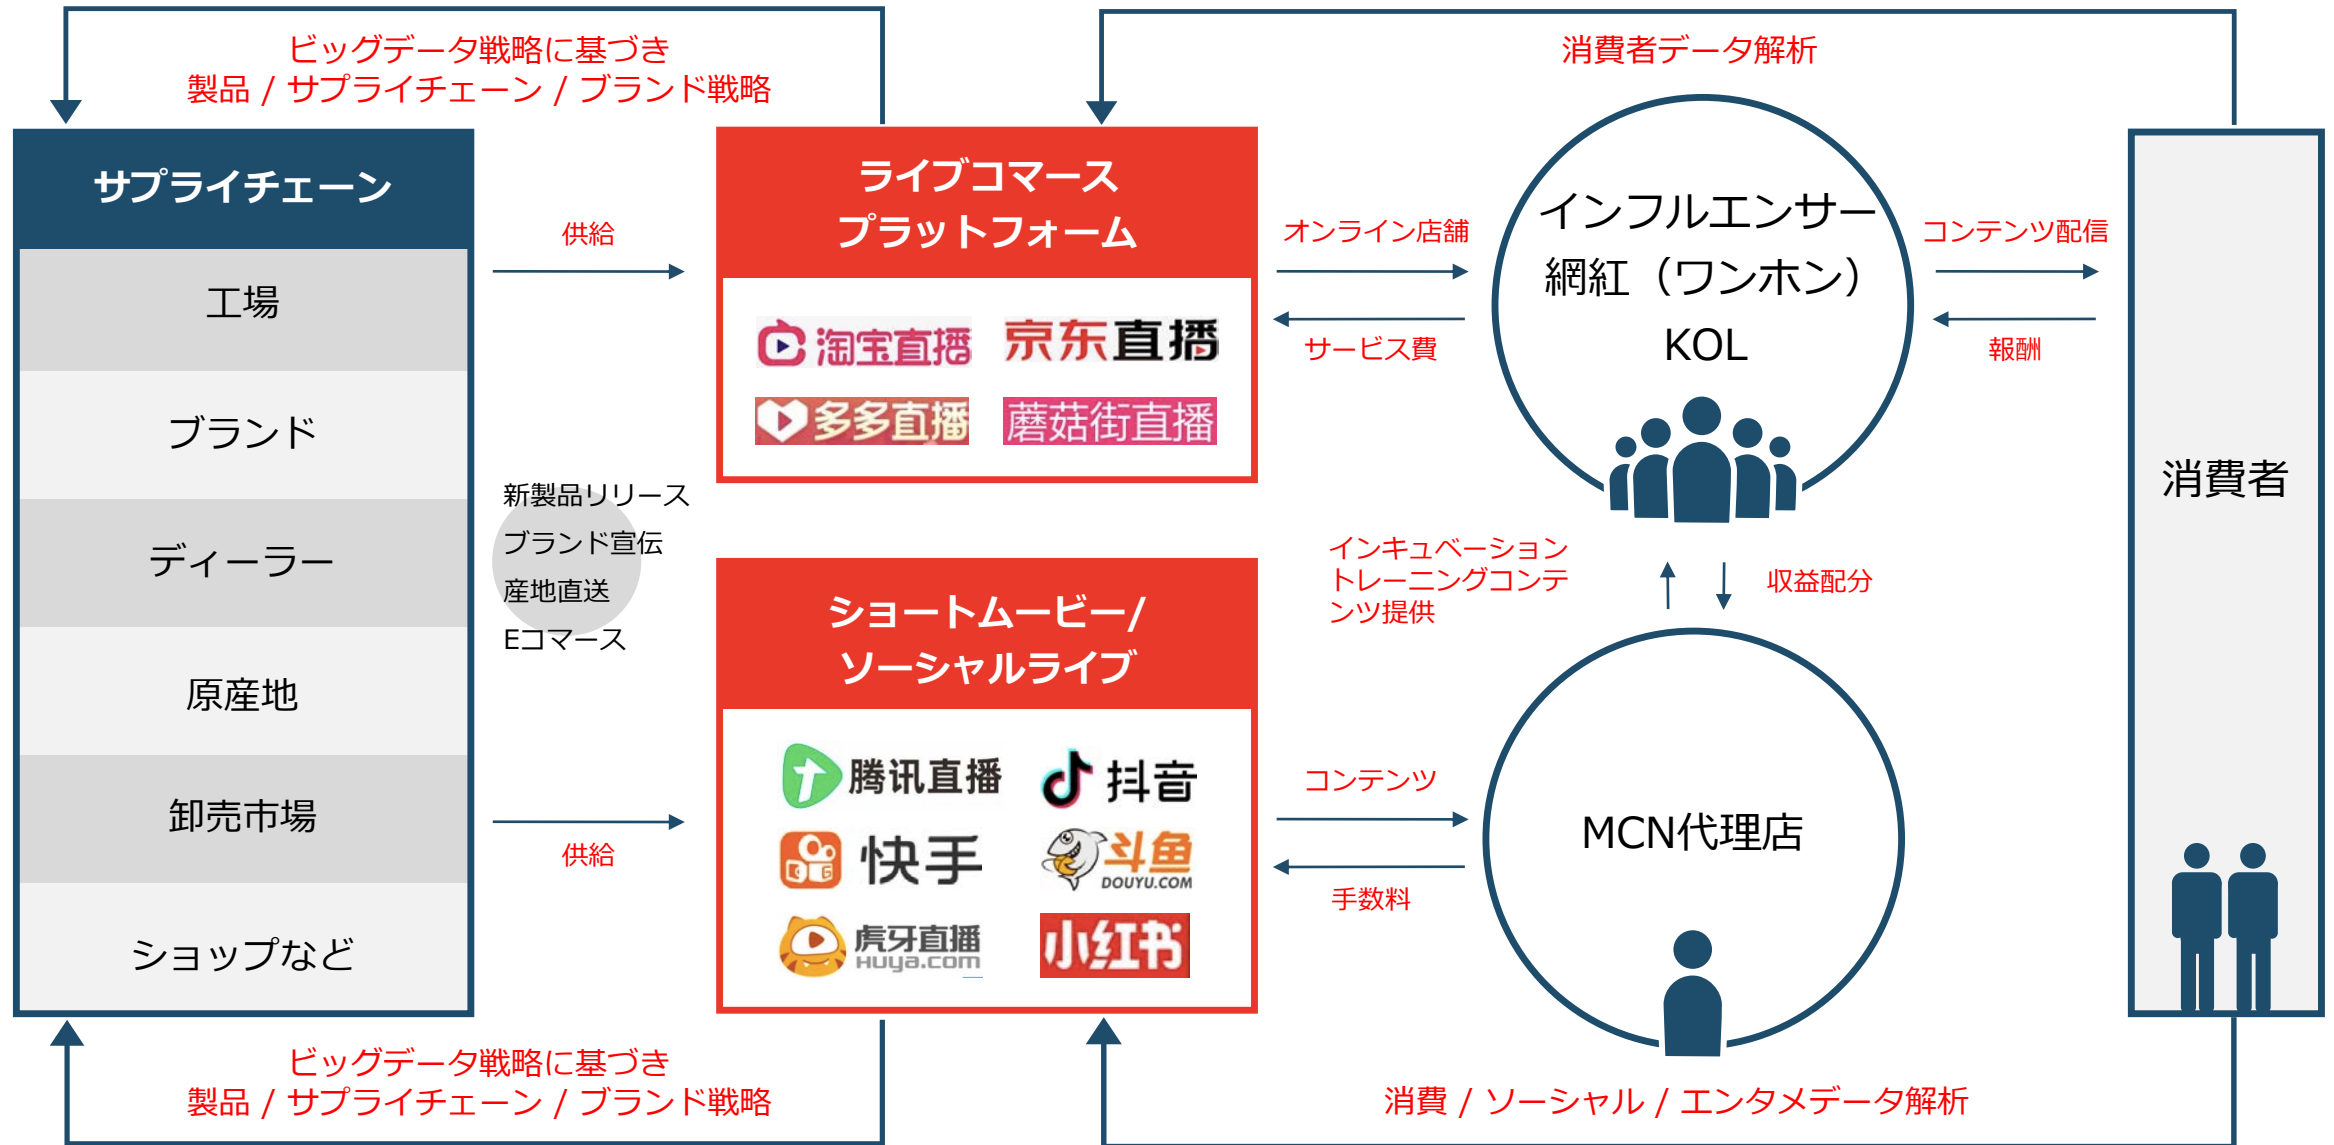 ビッグデータ戦略に基づき
製品 / サプライチェーン / ブランド戦略
消費者データ解析
サプライチェーン
工場
ブランド
ディーラー
原産地
卸売市場
ショップなど
供給
新製品リリース
ブランド宣伝
産地直送
Eコマース
供給
ライブコマース
プラットフォーム
淘宝直播
京东直播
多多直播
蘑菇街直播
ショートムービー/
ソーシャルライブ
腾讯直播
抖音
快手
斗鱼
DOUYU.COM
虎牙直播
HUYA.com
小红书
オンライン店舗
サービス費
インフルエンサー
網紅（ワンホン）
KOL
コンテンツ配信
報酬
インキュベーション
トレーニングコンテ
ンツ提供
収益配分
コンテンツ
手数料
MCN代理店
消費者
ビッグデータ戦略に基づき
製品 / サプライチェーン / ブランド戦略
消費 / ソーシャル / エンタメデータ解析